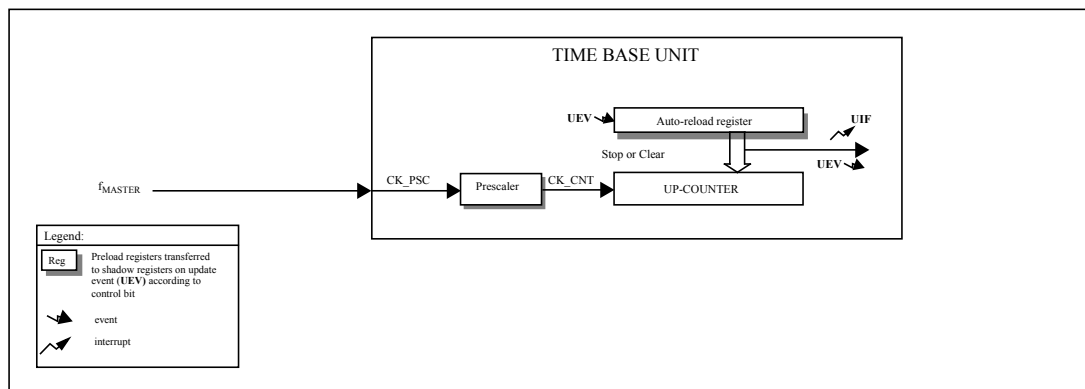 TIME BASE UNIT
UEV
Auto-reload register
UIF
Stop or Clear
UEV
fMASTER
CK_PSC
Prescaler
CK_CNT
UP-COUNTER
Legend:
Reg
Preload registers transferred
to shadow registers on update
event (UEV) according to
control bit
event
interrupt